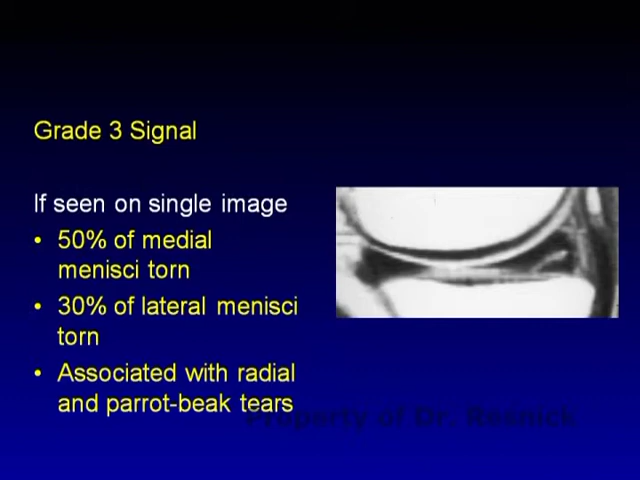 Grade 3 Signal
If seen on single image
• 50% of medial
menisci torn
• 30% of lateral menisci
torn
• Associated with radial
and parrot-beak tears
Property of Dr. Resnick